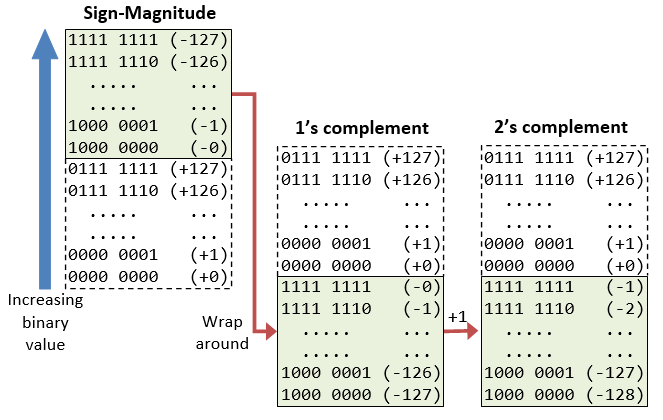 Sign-Magnitude
1111 1111 (-127)
1111 1110 (-126)
..... ...
..... ...
1000 0001 (-1)
1000 0000 (-0)
0111 1111 (+127)
0111 1110 (+126)
..... ...
..... ...
0000 0001 (+1)
0000 0000 (+0)
Increasing
binary
value
Wrap
around
1's complement
0111 1111 (+127)
0111 1110 (+126)
..... ...
..... ...
0000 0001 (+1)
0000 0000 (+0)
1111 1111 (-0)
1111 1110 (-1)
..... ...
..... ...
1000 0001 (-126)
1000 0000 (-127)
+1
2's complement
0111 1111 (+127)
0111 1110 (+126)
..... ...
..... ...
0000 0001 (+1)
0000 0000 (+0)
1111 1111 (-1)
1111 1110 (-2)
..... ...
..... ...
1000 0001 (-127)
1000 0000 (-128)